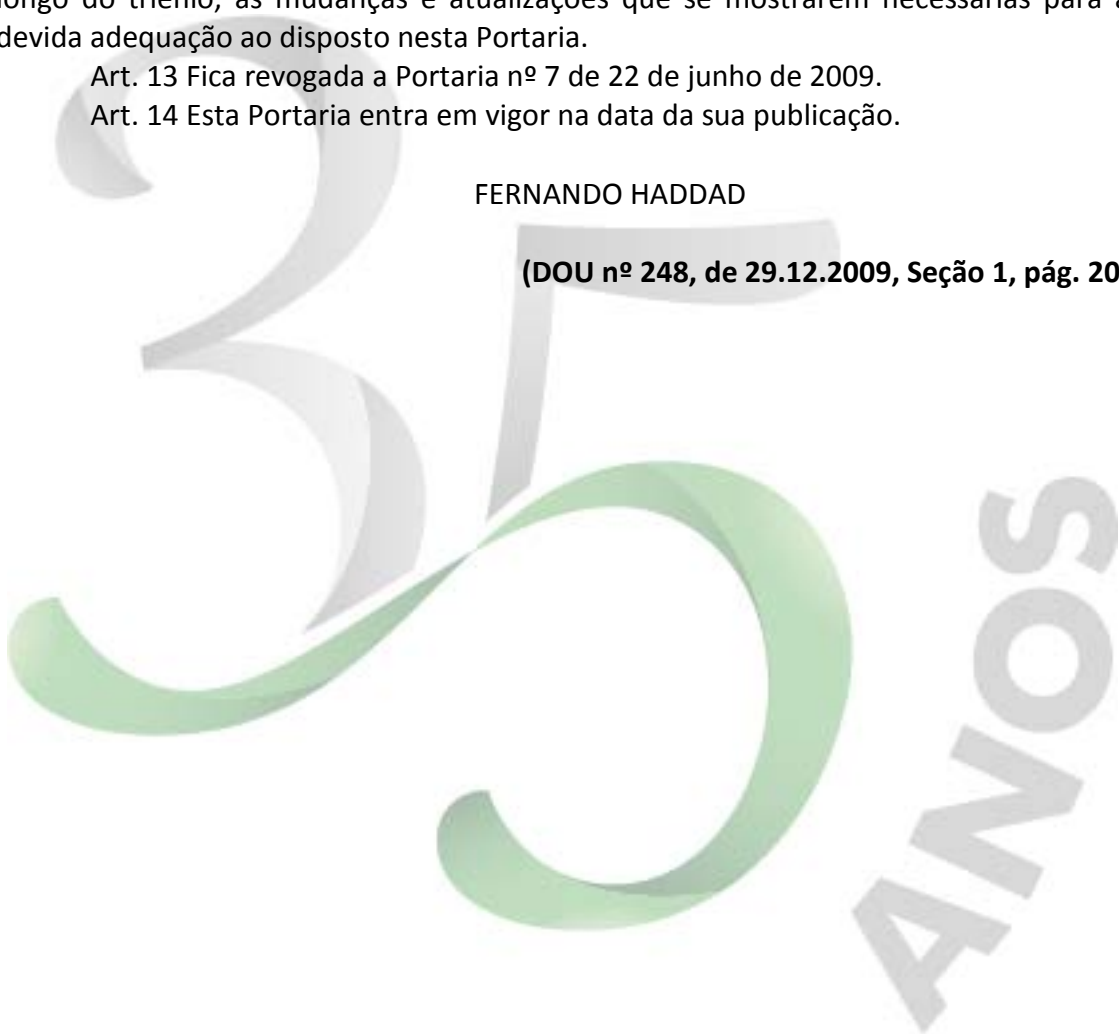 longo do triênio, as mudanças e atualizações que se mostrarem necessárias para a
devida adequação ao disposto nesta Portaria.
Art. 13 Fica revogada a Portaria nº 7 de 22 de junho de 2009.
Art. 14 Esta Portaria entra em vigor na data da sua publicação.
FERNANDO HADDAD
(DOU nº 248, de 29.12.2009, Seção 1, pág. 20
35
ANOS